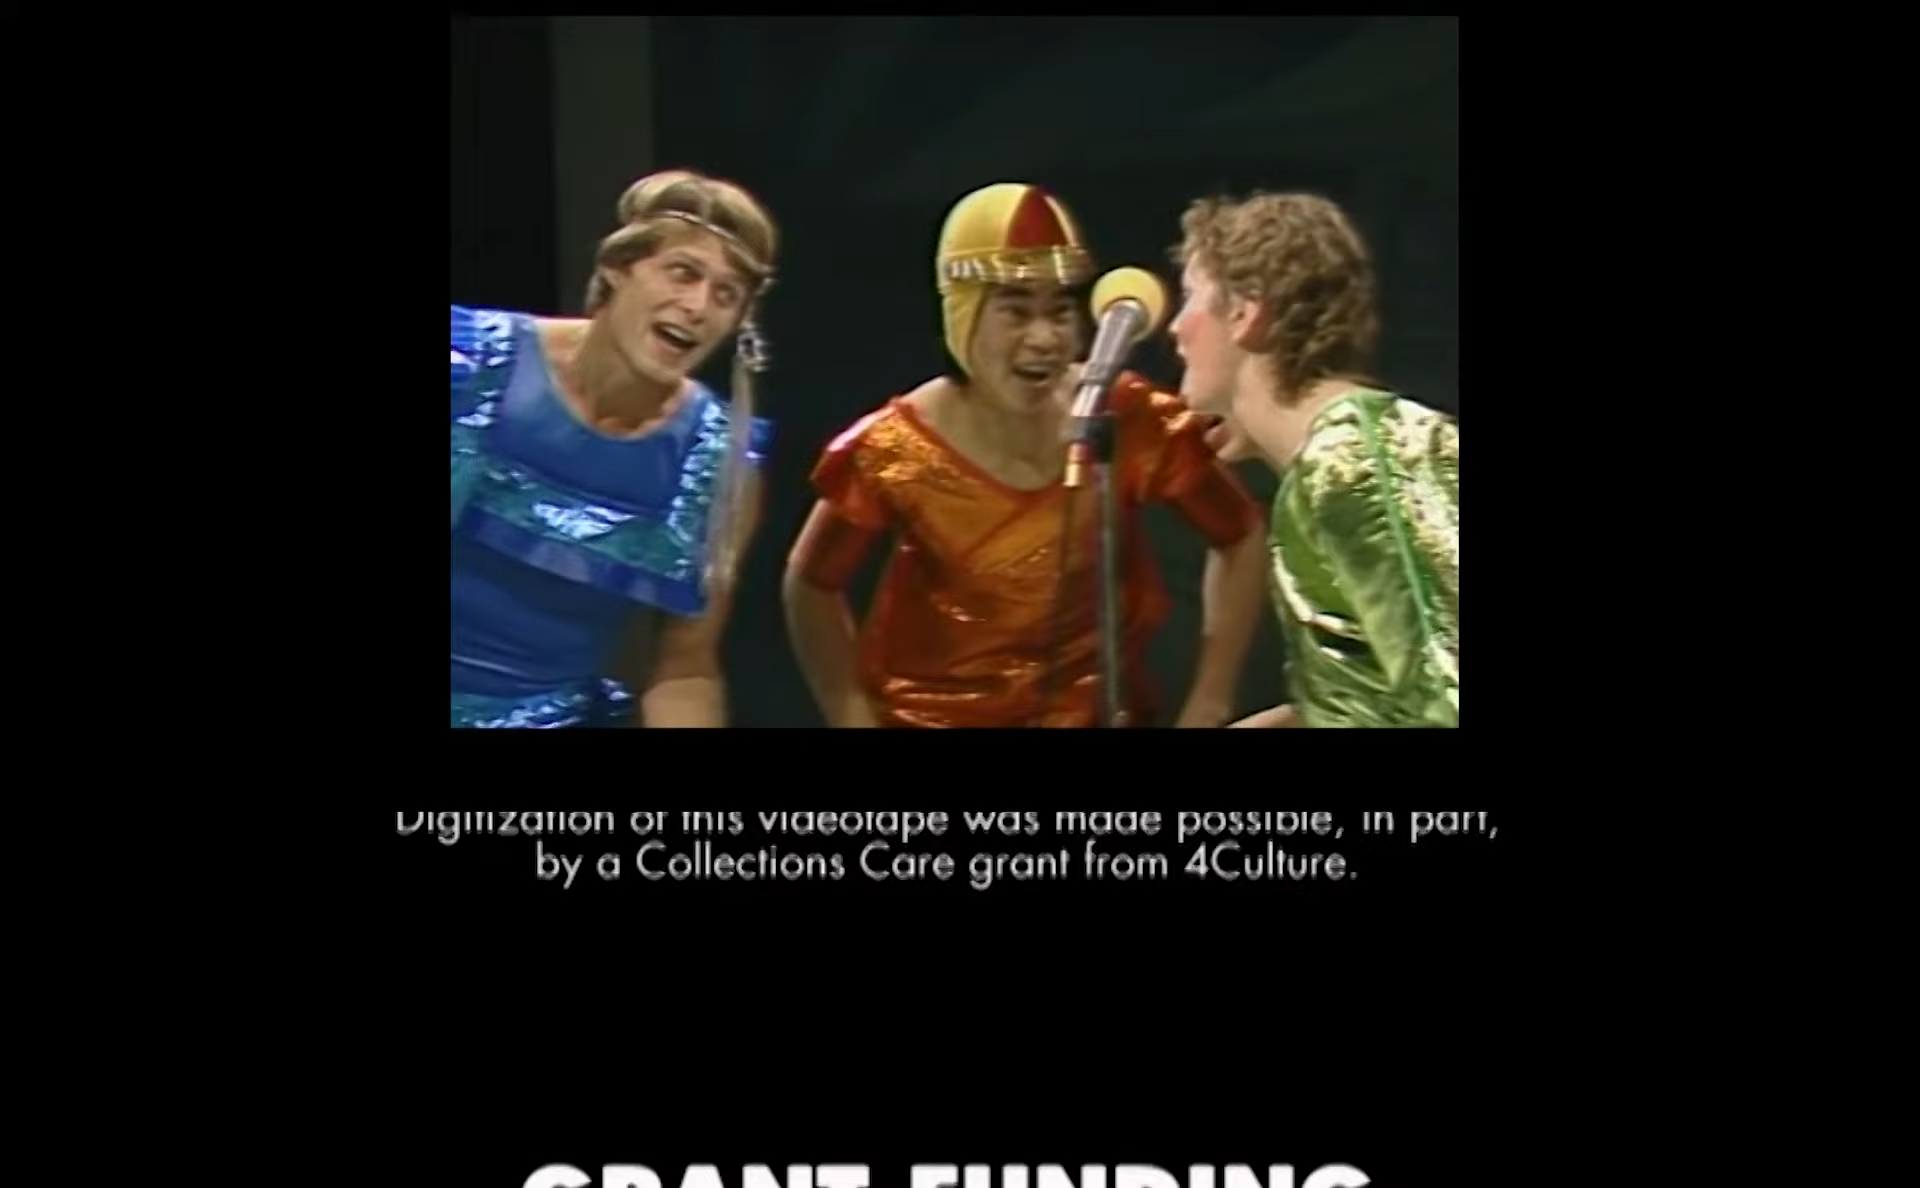 Digitization of this videotape was made possible, in part,
by a Collections Care grant from 4Culture.
GRANT FUNDING